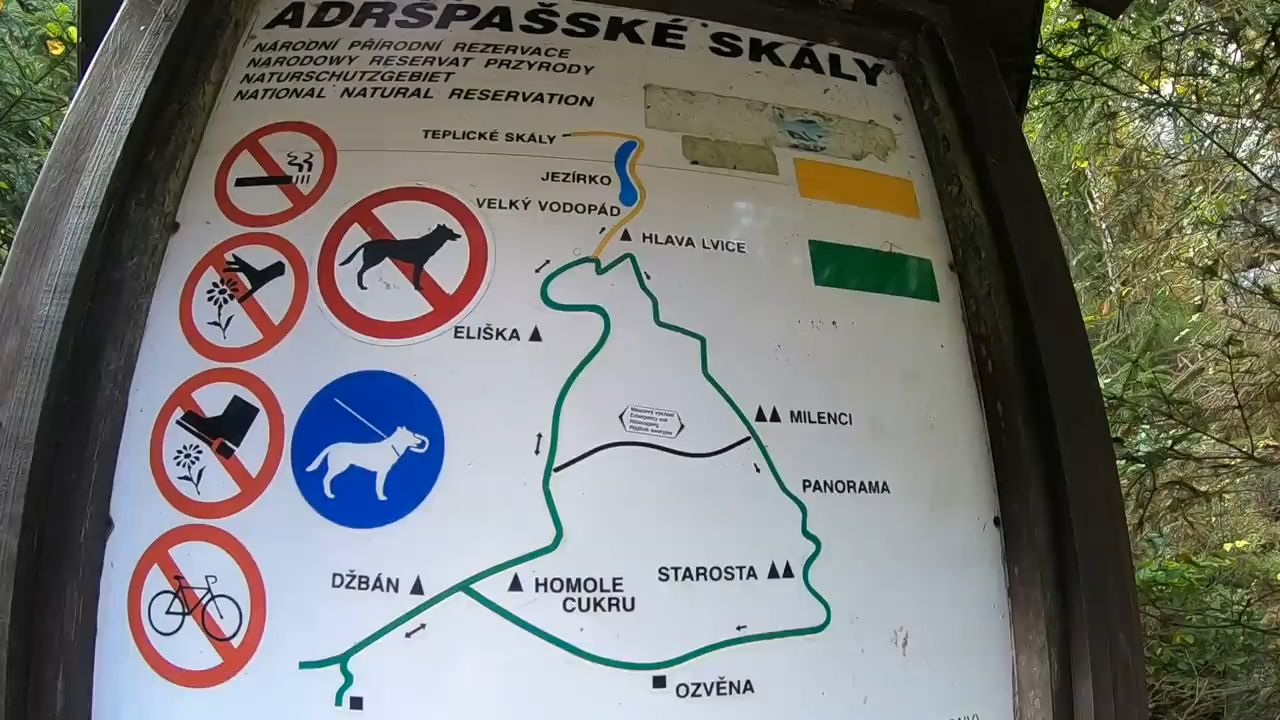 ADRŠPAŠSKÉ SKÁLY
NÁRODNÍ PŘÍRODNÍ REZERVACE
NARODOWY RESERVAT PRZYRODY
NATURSCHUTZGEBIET
NATIONAL NATURAL RESERVATION
TEPLICKÉ SKÁLY
JEZÍRKO
VELKÝ VODOPÁD
HLAVA LVICE
ELIŠKA
MILENCI
PANORAMA
DŽBÁN
HOMOLE
CUKRU
STAROSTA
OZVĚNA